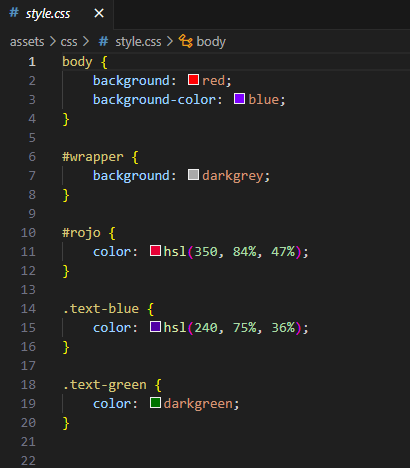 # style.css ×
assets > css > # style.css > body
1 body {
2 background: red;
3 background-color: blue;
4 }
5
6 #wrapper {
7 background: darkgrey;
8 }
9
10 #rojo {
11 color: hsl(350, 84%, 47%);
12 }
13
14 .text-blue {
15 color: hsl(240, 75%, 36%);
16 }
17
18 .text-green {
19 color: darkgreen;
20 }
21
22